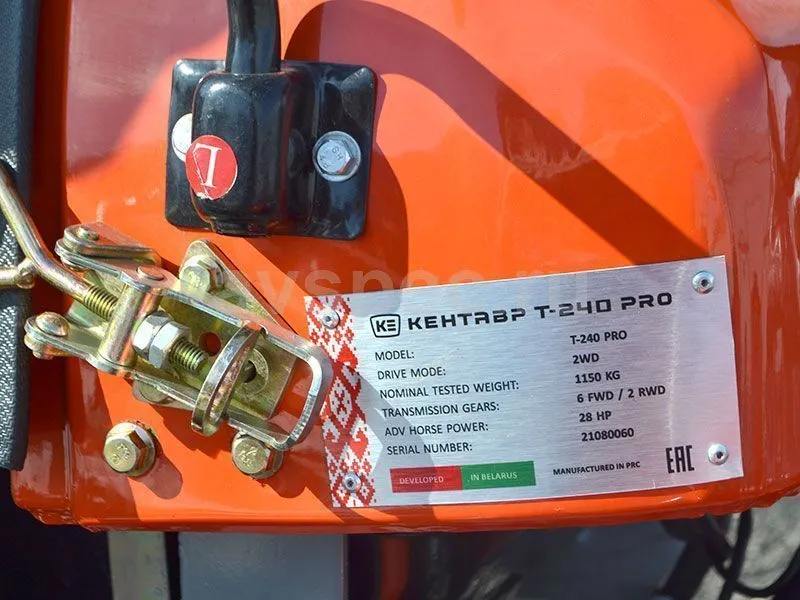 L
KE КЕНТАВР Т-240 PRO
MODEL: T-240 PRO
DRIVE MODE: 2WD
NOMINAL TESTED WEIGHT: 1150 KG
TRANSMISSION GEARS: 6 FWD / 2 RWD
ADV HORSE POWER: 28 HP
SERIAL NUMBER: 21080060
DEVELOPED IN BELARUS
MANUFACTURED IN PRC
EAC